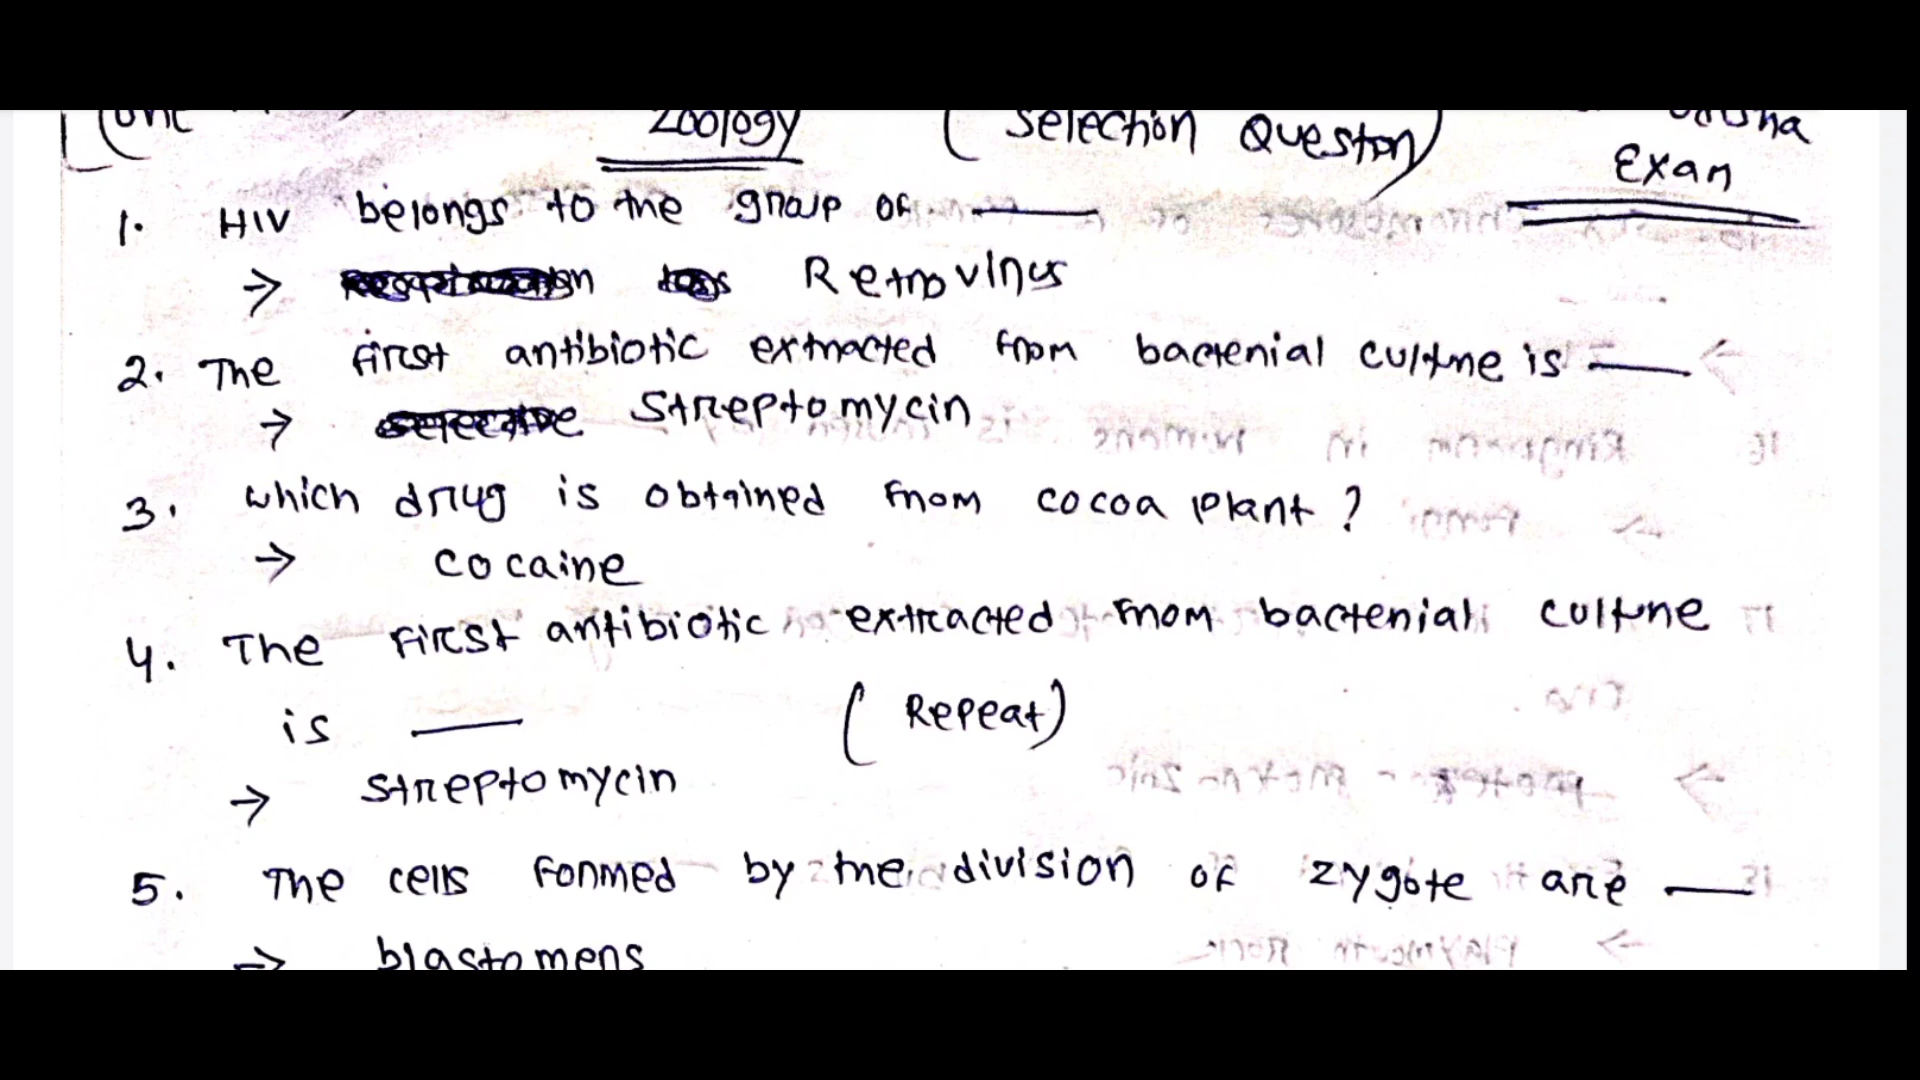 Zoology (Selection Question)
Exam
1. HIV belongs to the group of ———
→ Retrovirus
2. The first antibiotic extracted from bacterial culture is ———
→ Streptomycin
3. which drug is obtained from cocoa plant ?
→ cocaine
4. The First antibiotic extracted from bacterial culture
is ——— (Repeat)
→ Streptomycin
5. The cells formed by the division of zygote are ———
→ blastomers